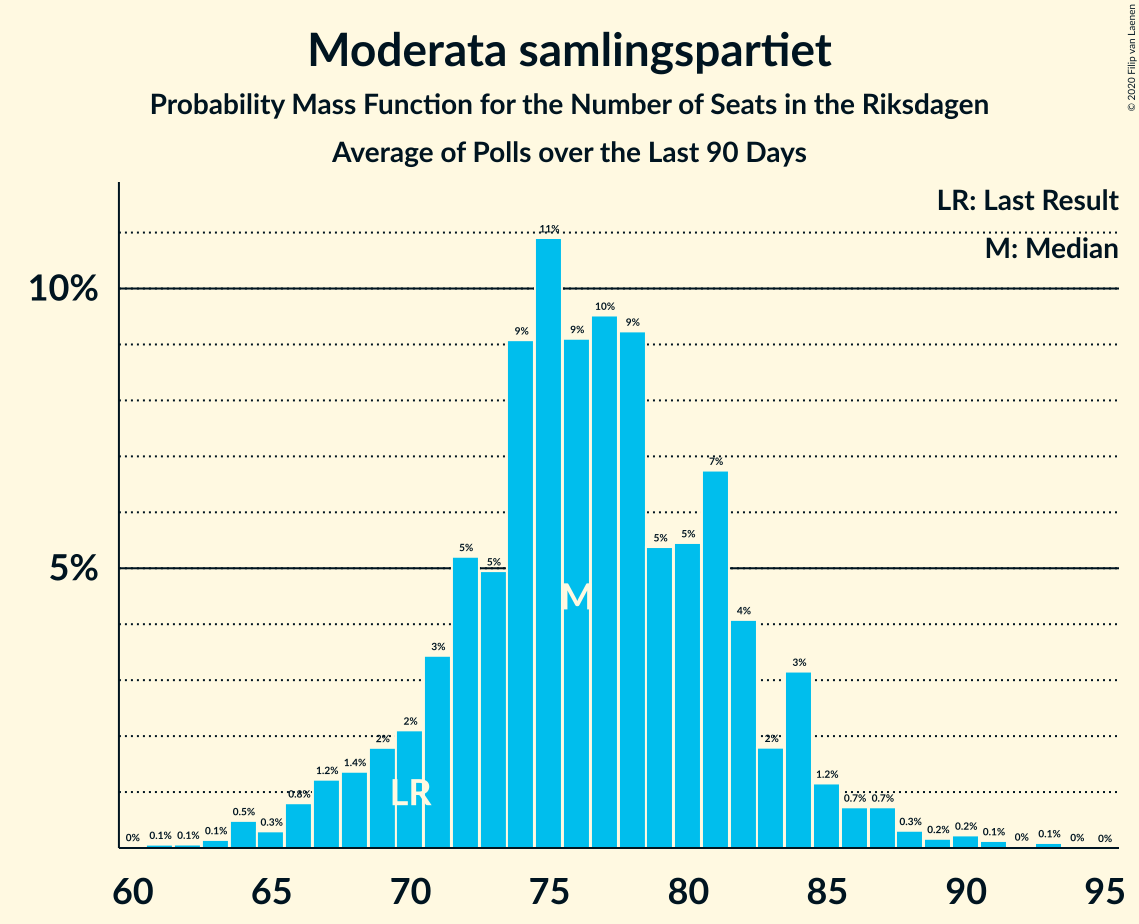 Moderata samlingspartiet
Probability Mass Function for the Number of Seats in the Riksdagen
Average of Polls over the Last 90 Days
© 2020 Filip van Laenen
LR: Last Result
M: Median
10%
5%
0% 0.1% 0.1% 0.1% 0.5% 0.3% 0.8% 1.2% 1.4% 2% 2% 3% 5% 5% 9% 11% 9% 10% 9% 5% 5% 7% 4% 2% 3% 1.2% 0.7% 0.7% 0.3% 0.2% 0.2% 0.1% 0% 0.1% 0% 0%
M
LR
60 65 70 75 80 85 90 95